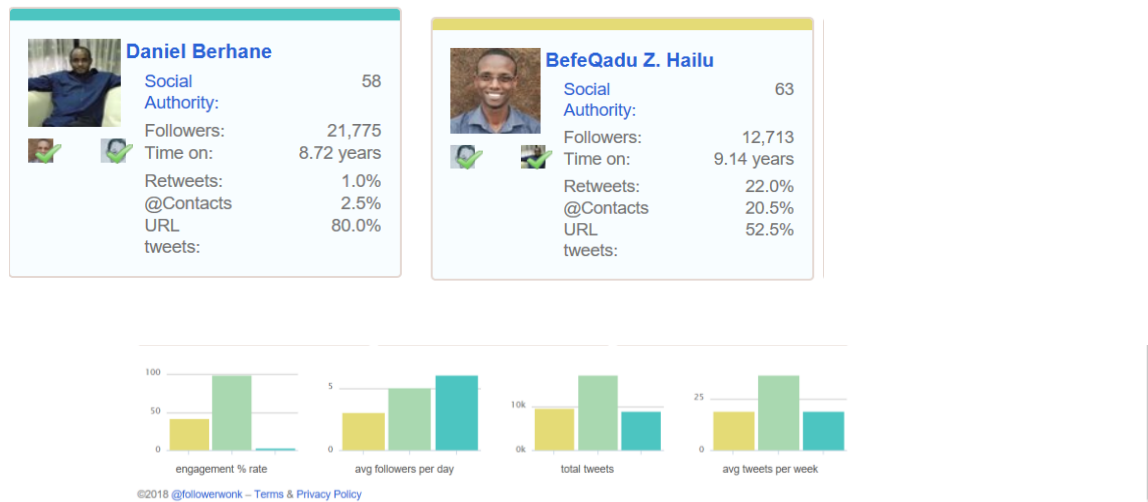 Daniel Berhane
Social 58
Authority:
Followers: 21,775
Time on: 8.72 years
Retweets: 1.0%
@Contacts 2.5%
URL 80.0%
tweets:
BefeQadu Z. Hailu
Social 63
Authority:
Followers: 12,713
Time on: 9.14 years
Retweets: 22.0%
@Contacts 20.5%
URL 52.5%
tweets:
100
50
0
engagement % rate
5
0
avg followers per day
10k
0k
total tweets
25
0
avg tweets per week
©2018 @followerwonk – Terms & Privacy Policy